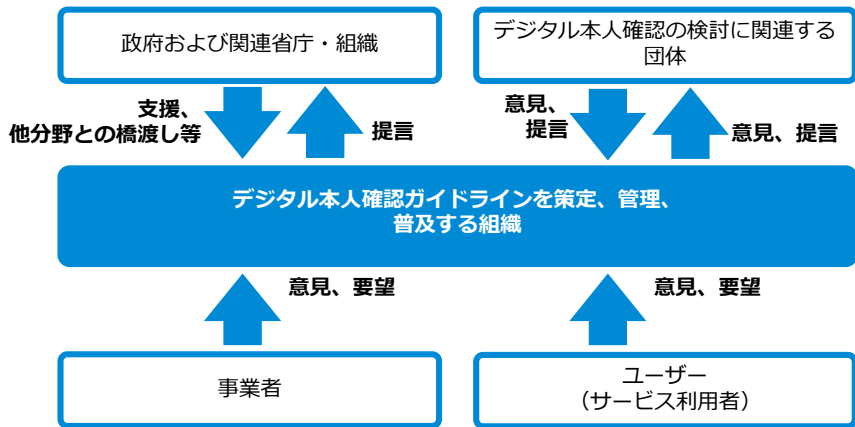 政府および関連省庁・組織
デジタル本人確認の検討に関連する
団体
支援、
他分野との橋渡し等
提言
意見、
提言
意見、提言
デジタル本人確認ガイドラインを策定、管理、
普及する組織
意見、要望
意見、要望
事業者
ユーザー
（サービス利用者）